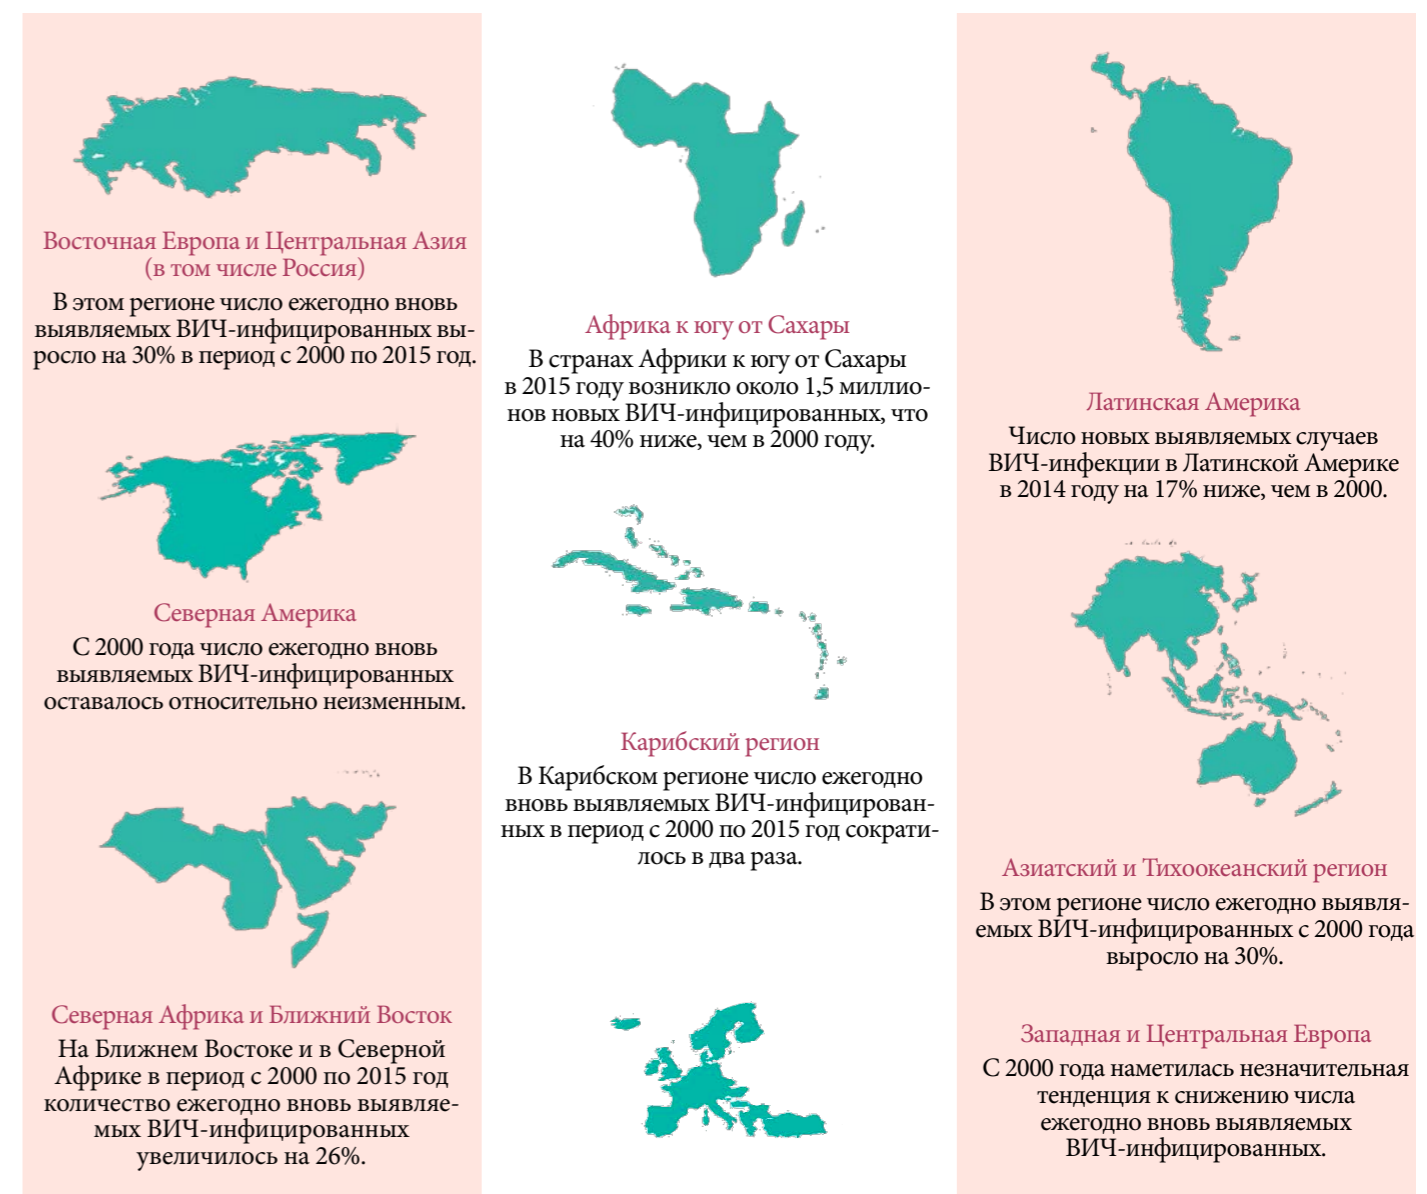 Восточная Европа и Центральная Азия
(в том числе Россия)
В этом регионе число ежегодно вновь
выявляемых ВИЧ-инфицированных вы-
росло на 30% в период с 2000 по 2015 год.
Северная Америка
С 2000 года число ежегодно вновь
выявляемых ВИЧ-инфицированных
оставалось относительно неизменным.
Северная Африка и Ближний Восток
На Ближнем Востоке и в Северной
Африке в период с 2000 по 2015 год
количество ежегодно вновь выявляе-
мых ВИЧ-инфицированных
увеличилось на 26%.
Африка к югу от Сахары
В странах Африки к югу от Сахары
в 2015 году возникло около 1,5 миллио-
нов новых ВИЧ-инфицированных, что
на 40% ниже, чем в 2000 году.
Карибский регион
В Карибском регионе число ежегодно
вновь выявляемых ВИЧ-инфицирован-
ных в период с 2000 по 2015 год сократи-
лось в два раза.
Латинская Америка
Число новых выявляемых случаев
ВИЧ-инфекции в Латинской Америке
в 2014 году на 17% ниже, чем в 2000.
Азиатский и Тихоокеанский регион
В этом регионе число ежегодно выявля-
емых ВИЧ-инфицированных с 2000 года
выросло на 30%.
Западная и Центральная Европа
С 2000 года наметилась незначительная
тенденция к снижению числа
ежегодно вновь выявляемых
ВИЧ-инфицированных.